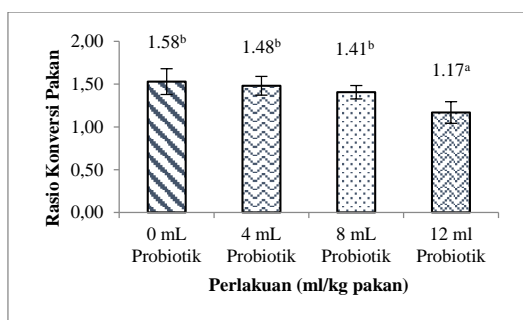 Rasio Konversi Pakan
2,00
1,50
1,00
0,50
0,00
1.58ᵇ
1.48ᵇ
1.41ᵇ
1.17ᵃ
0 mL
Probiotik
4 mL
Probiotik
8 mL
Probiotik
12 ml
Probiotik
Perlakuan (ml/kg pakan)